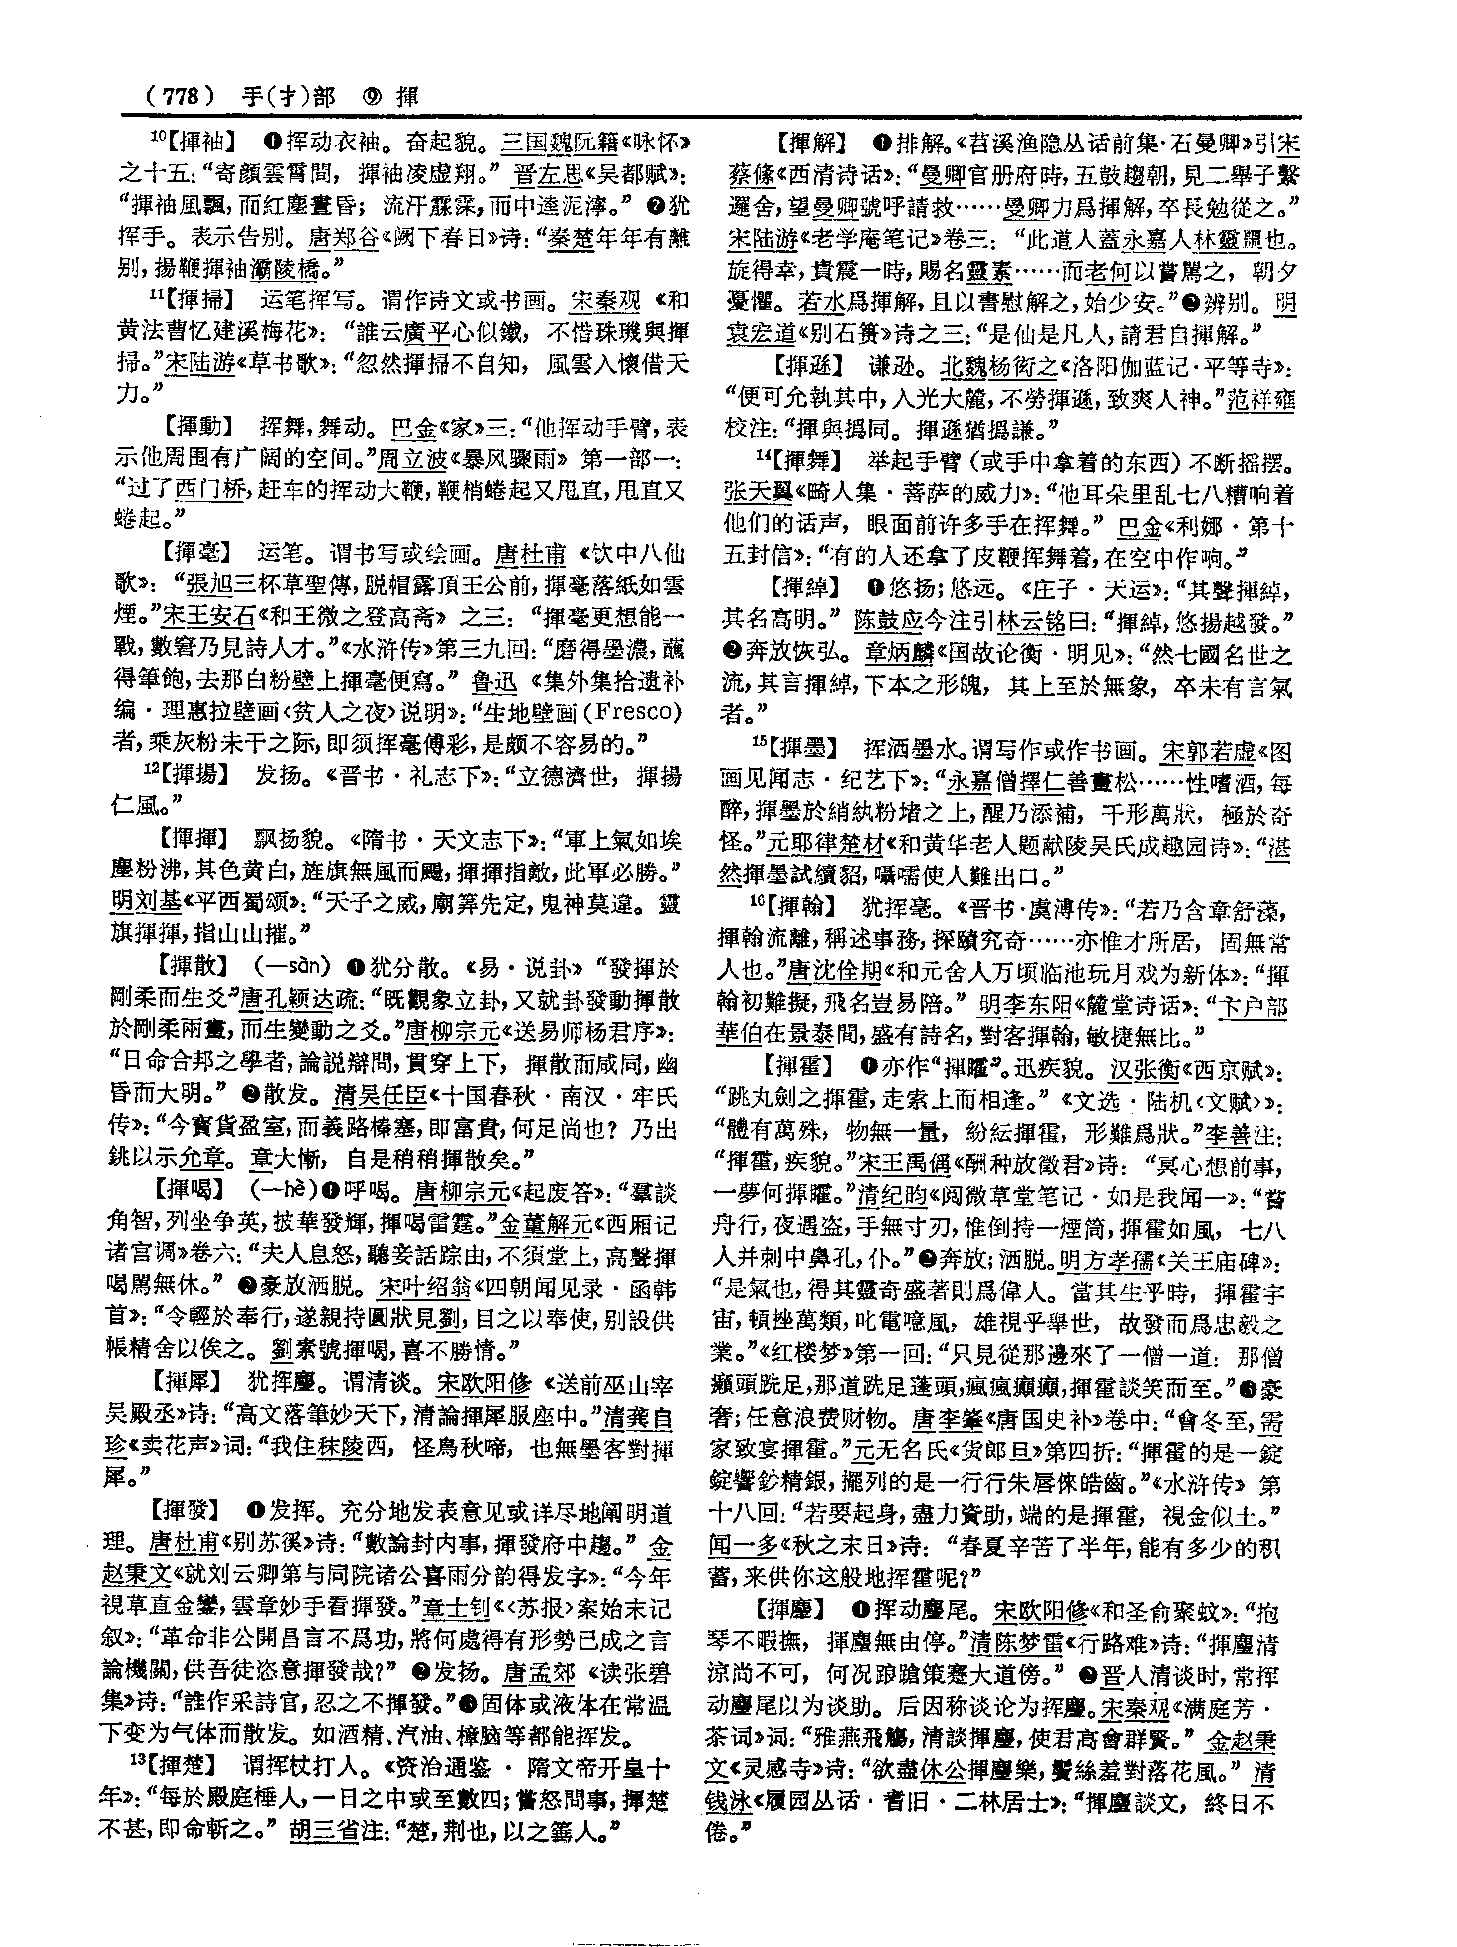 (778) 手(扌)部 ⑨ 揮
¹⁰【揮袖】 ❶挥动衣袖。奋起貌。三国魏阮籍《咏怀》
之十五:“寄顏雲霄間，揮袖凌虚翔。” 晋左思《吴都赋》:
“揮袖風飄，而紅塵晝昏；流汗霡霂，而中逵泥濘。” ❷犹
挥手。表示告别。唐郑谷《阙下春日》诗:“秦楚年年有離
别，揚鞭揮袖灞陵橋。”
¹¹【揮掃】 运笔挥写。谓作诗文或书画。宋秦观《和
黄法曹忆建溪梅花》:“誰云廣平心似鐵，不惜珠璣與揮
掃。”宋陆游《草书歌》:“忽然揮掃不自知，風雲入懷借天
力。”
【揮動】 挥舞，舞动。巴金《家》三:“他挥动手臂，表
示他周围有广阔的空间。”周立波《暴风骤雨》第一部一:
“过了西门桥，赶车的挥动大鞭，鞭梢蜷起又甩直，甩直又
蜷起。”
【揮毫】 运笔。谓书写或绘画。唐杜甫《饮中八仙
歌》:“張旭三杯草聖傳，脱帽露頂王公前，揮毫落紙如雲
煙。”宋王安石《和王微之登高斋》之三:“揮毫更想能一
戰，數窘乃見詩人才。”《水浒传》第三九回:“磨得墨濃，蘸
得筆飽，去那白粉壁上揮毫便寫。” 鲁迅《集外集拾遗补
编·理惠拉壁画〈贫人之夜〉说明》:“生地壁画(Fresco)
者，乘灰粉未干之际，即须挥毫傅彩，是颇不容易的。”
¹²【揮揚】 发扬。《晋书·礼志下》:“立德濟世，揮揚
仁風。”
【揮揮】 飘扬貌。《隋书·天文志下》:“軍上氣如埃
塵粉沸，其色黄白，旌旗無風而颺，揮揮指敵，此軍必勝。”
明刘基《平西蜀颂》:“天子之威，廟筭先定，鬼神莫違。靈
旗揮揮，指山山摧。”
【揮散】 (—sàn) ❶犹分散。《易·说卦》“發揮於
剛柔而生爻”唐孔颖达疏:“既觀象立卦，又就卦發動揮散
於剛柔兩畫，而生變動之爻。”唐柳宗元《送易师杨君序》:
“日命合邦之學者，論説辯問，貫穿上下，揮散而咸同，幽
昏而大明。” ❷散发。清吴任臣《十国春秋·南汉·牢氏
传》:“今寳貨盈室，而義路榛塞，即富貴，何足尚也？乃出
銚以示允章。章大慚，自是稍稍揮散矣。”
【揮喝】 (—hè)❶呼喝。唐柳宗元《起废答》:“羣談
角智，列坐争英，披華發輝，揮喝雷霆。”金董解元《西厢记
诸宫调》卷六:“夫人息怒，聽妾話踪由，不須堂上，高聲揮
喝駡無休。” ❷豪放洒脱。宋叶绍翁《四朝闻见录·函韩
首》:“令輕於奉行，遂親持圓狀見劉，目之以奉使，别設供
帳精舍以俟之。劉素號揮喝，喜不勝情。”
【揮犀】 犹挥麈。谓清谈。宋欧阳修《送前巫山宰
吴殿丞》诗:“高文落筆妙天下，清論揮犀服座中。”清龚自
珍《卖花声》词:“我住秣陵西，怪鳥秋啼，也無墨客對揮
犀。”
【揮發】 ❶发挥。充分地发表意见或详尽地阐明道
理。唐杜甫《别苏徯》诗:“數論封内事，揮發府中趨。” 金
赵秉文《就刘云卿第与同院诸公喜雨分韵得发字》:“今年
視草直金鑾，雲章妙手看揮發。”章士钊《〈苏报〉案始末记
叙》:“革命非公開昌言不爲功，將何處得有形勢已成之言
論機關，供吾徒恣意揮發哉？” ❷发扬。唐孟郊《读张碧
集》诗:“誰作采詩官，忍之不揮發。”❸固体或液体在常温
下变为气体而散发。如酒精、汽油、樟脑等都能挥发。
¹³【揮楚】 谓挥杖打人。《资治通鉴·隋文帝开皇十
年》:“每於殿庭棰人，一日之中或至數四；嘗怒問事，揮楚
不甚，即命斬之。” 胡三省注:“楚，荆也，以之箠人。”
【揮解】 ❶排解。《苕溪渔隐丛话前集·石曼卿》引宋
蔡絛《西清诗话》:“曼卿官册府時，五鼓趨朝，見二舉子繫
邏舍，望曼卿號呼請救……曼卿力爲揮解，卒長勉從之。”
宋陆游《老学庵笔记》卷三:“此道人蓋永嘉人林靈噩也。
旋得幸，貴震一時，賜名靈素……而老何以嘗駡之，朝夕
憂懼。若水爲揮解，且以書慰解之，始少安。”❷辨别。明
袁宏道《别石篑》诗之三:“是仙是凡人，請君自揮解。”
【揮遜】 谦逊。北魏杨衒之《洛阳伽蓝记·平等寺》:
“便可允執其中，入光大麓，不勞揮遜，致爽人神。”范祥雍
校注:“揮與撝同。揮遜猶撝謙。”
¹⁴【揮舞】 举起手臂(或手中拿着的东西)不断摇摆。
张天翼《畸人集·菩萨的威力》:“他耳朵里乱七八糟响着
他们的话声，眼面前许多手在挥舞。” 巴金《利娜·第十
五封信》:“有的人还拿了皮鞭挥舞着，在空中作响。”
【揮綽】 ❶悠扬；悠远。《庄子·天运》:“其聲揮綽，
其名高明。” 陈鼓应今注引林云铭曰:“揮綽，悠揚越發。”
❷奔放恢弘。章炳麟《国故论衡·明见》:“然七國名世之
流，其言揮綽，下本之形魄，其上至於無象，卒未有言氣
者。”
¹⁵【揮墨】 挥洒墨水。谓写作或作书画。宋郭若虚《图
画见闻志·纪艺下》:“永嘉僧擇仁善畫松……性嗜酒，每
醉，揮墨於綃紈粉堵之上，醒乃添補，千形萬狀，極於奇
怪。”元耶律楚材《和黄华老人题献陵吴氏成趣园诗》:“湛
然揮墨試續貂，囁嚅使人難出口。”
¹⁶【揮翰】 犹挥毫。《晋书·虞溥传》:“若乃含章舒藻，
揮翰流離，稱述事務，探賾究奇……亦惟才所居，固無常
人也。”唐沈佺期《和元舍人万顷临池玩月戏为新体》:“揮
翰初難擬，飛名豈易陪。” 明李东阳《麓堂诗话》:“卞户部
華伯在景泰間，盛有詩名，對客揮翰，敏捷無比。”
【揮霍】 ❶亦作“揮矐”。迅疾貌。汉张衡《西京赋》:
“跳丸劍之揮霍，走索上而相逢。” 《文选·陆机〈文赋〉》:
“體有萬殊，物無一量，紛紜揮霍，形難爲狀。”李善注:
“揮霍，疾貌。”宋王禹偁《酬种放徵君》诗:“冥心想前事，
一夢何揮矐。”清纪昀《阅微草堂笔记·如是我闻一》:“嘗
舟行，夜遇盗，手無寸刃，惟倒持一煙筒，揮霍如風，七八
人并刺中鼻孔，仆。”❷奔放；洒脱。明方孝孺《关王庙碑》:
“是氣也，得其靈奇盛著則爲偉人。當其生乎時，揮霍宇
宙，頓挫萬類，叱電噫風，雄視乎舉世，故發而爲忠毅之
業。”《红楼梦》第一回:“只見從那邊來了一僧一道：那僧
癩頭跣足，那道跣足蓬頭，瘋瘋癲癲，揮霍談笑而至。”❸豪
奢；任意浪费财物。唐李肇《唐国史补》卷中:“會冬至，需
家致宴揮霍。”元无名氏《货郎旦》第四折:“揮霍的是一錠
錠響鈔精銀，擺列的是一行行朱唇倈皓齒。”《水浒传》第
十八回:“若要起身，盡力資助，端的是揮霍，視金似土。”
闻一多《秋之末日》诗:“春夏辛苦了半年，能有多少的积
蓄，来供你这般地挥霍呢？”
【揮麈】 ❶挥动麈尾。宋欧阳修《和圣俞聚蚊》:“抱
琴不暇撫，揮麈無由停。”清陈梦雷《行路难》诗:“揮麈清
涼尚不可，何況踉蹌策蹇大道傍。” ❷晋人清谈时，常挥
动麈尾以为谈助。后因称谈论为挥麈。宋秦观《满庭芳·
茶词》词:“雅燕飛觴，清談揮麈，使君高會群賢。” 金赵秉
文《灵感寺》诗:“欲盡休公揮麈樂，鬢絲羞對落花風。” 清
钱泳《履园丛话·耆旧·二林居士》:“揮麈談文，終日不
倦。”